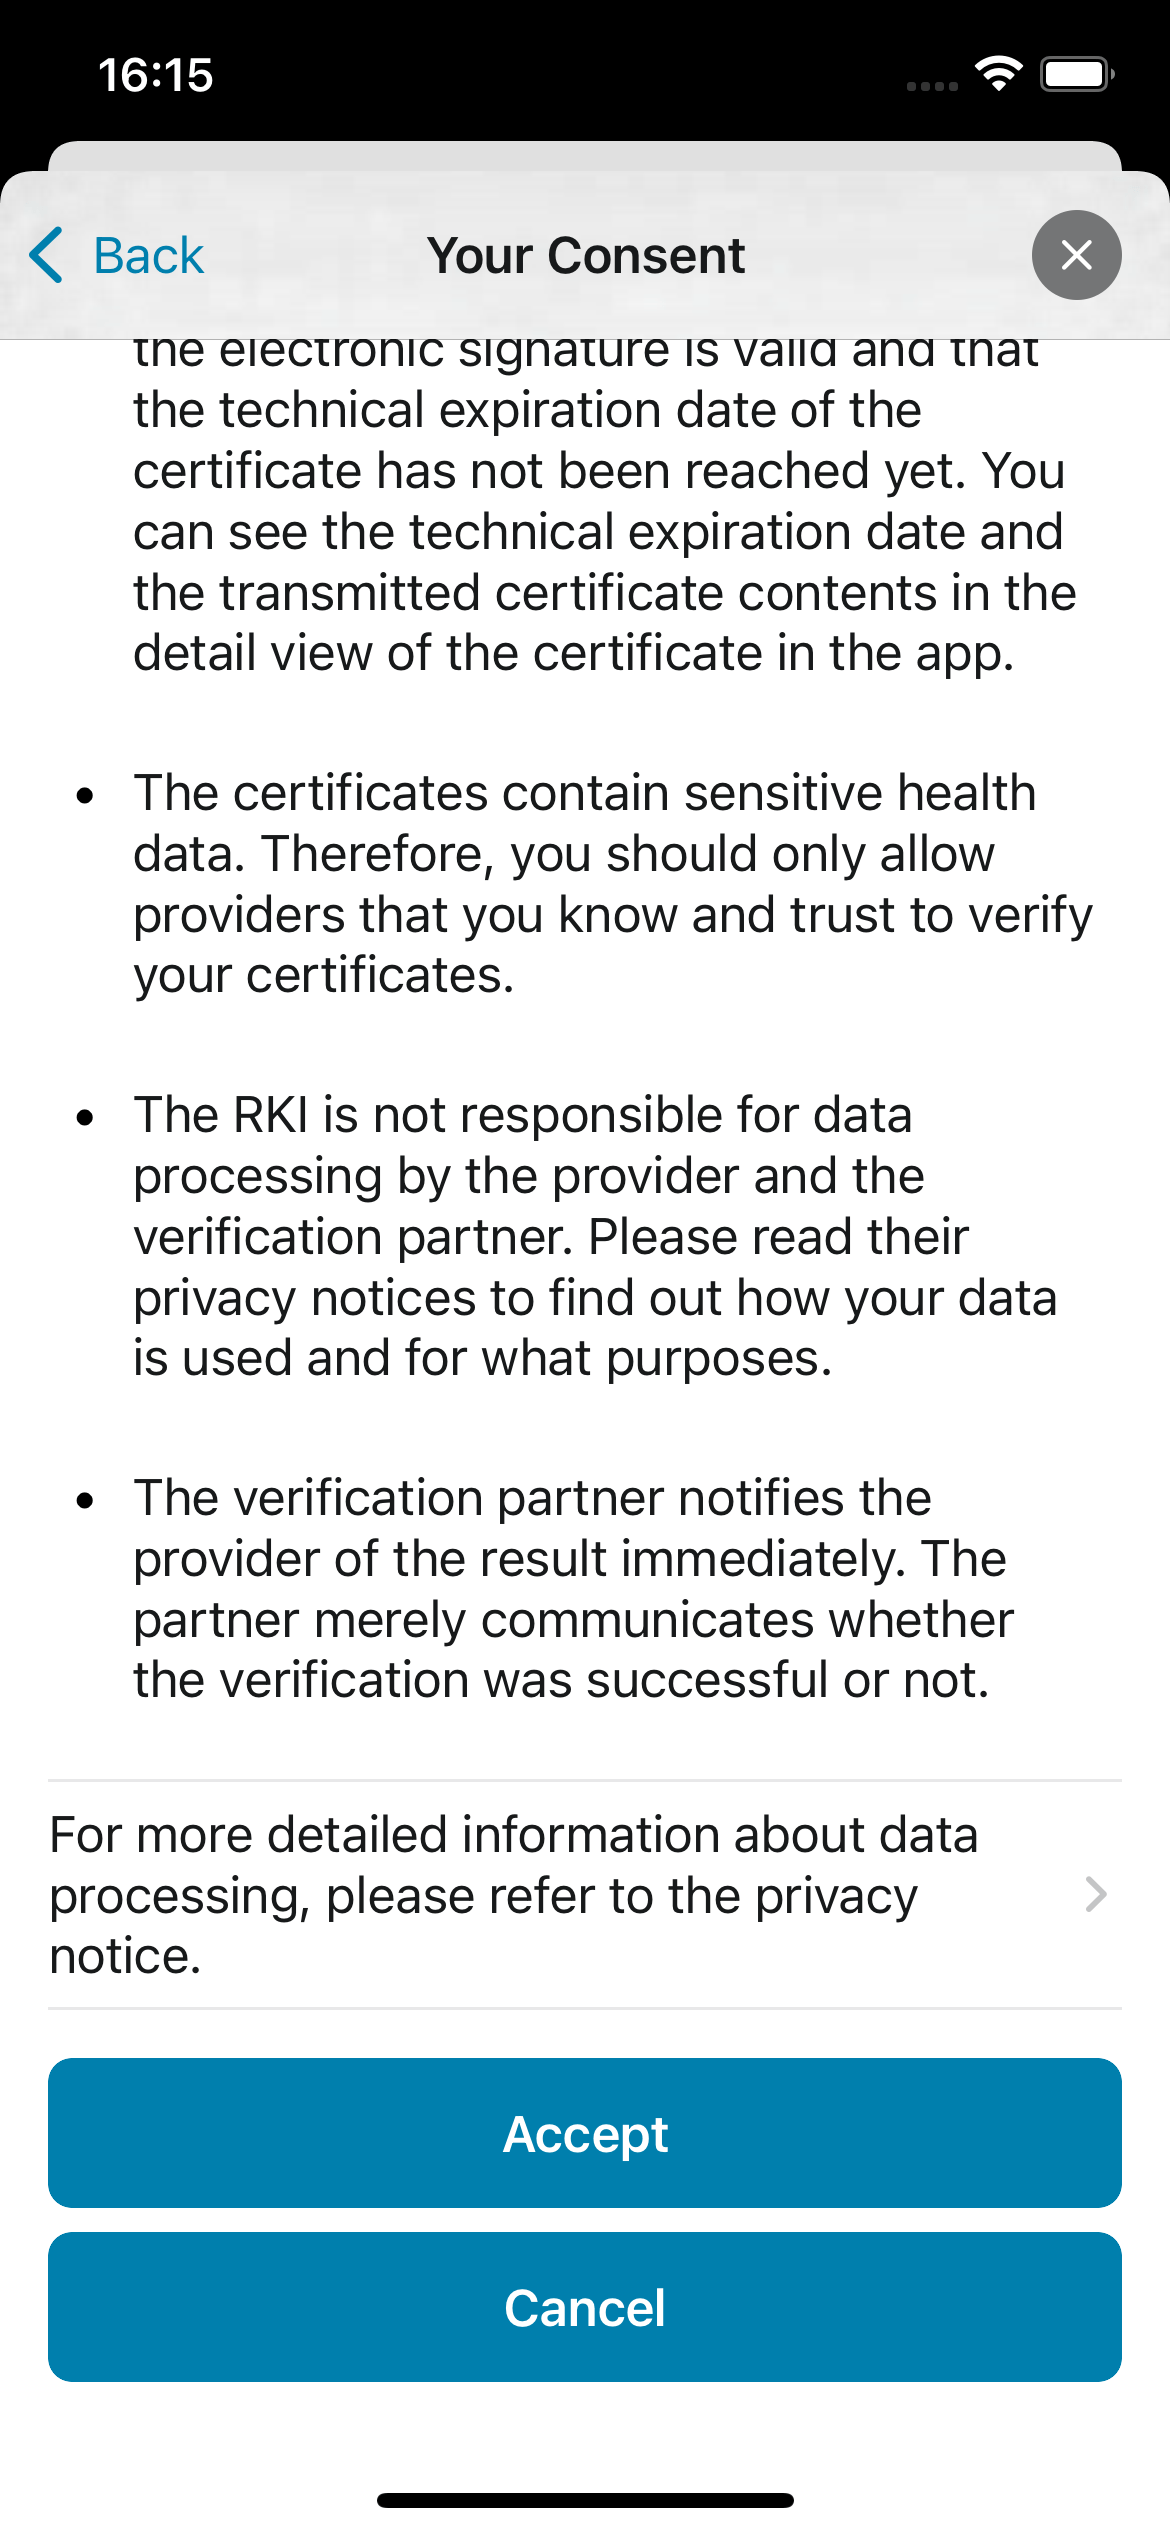 16:15
Back
Your Consent
the electronic signature is valid and that
the technical expiration date of the
certificate has not been reached yet. You
can see the technical expiration date and
the transmitted certificate contents in the
detail view of the certificate in the app.
• The certificates contain sensitive health
data. Therefore, you should only allow
providers that you know and trust to verify
your certificates.
• The RKI is not responsible for data
processing by the provider and the
verification partner. Please read their
privacy notices to find out how your data
is used and for what purposes.
• The verification partner notifies the
provider of the result immediately. The
partner merely communicates whether
the verification was successful or not.
For more detailed information about data
processing, please refer to the privacy
notice.
Accept
Cancel